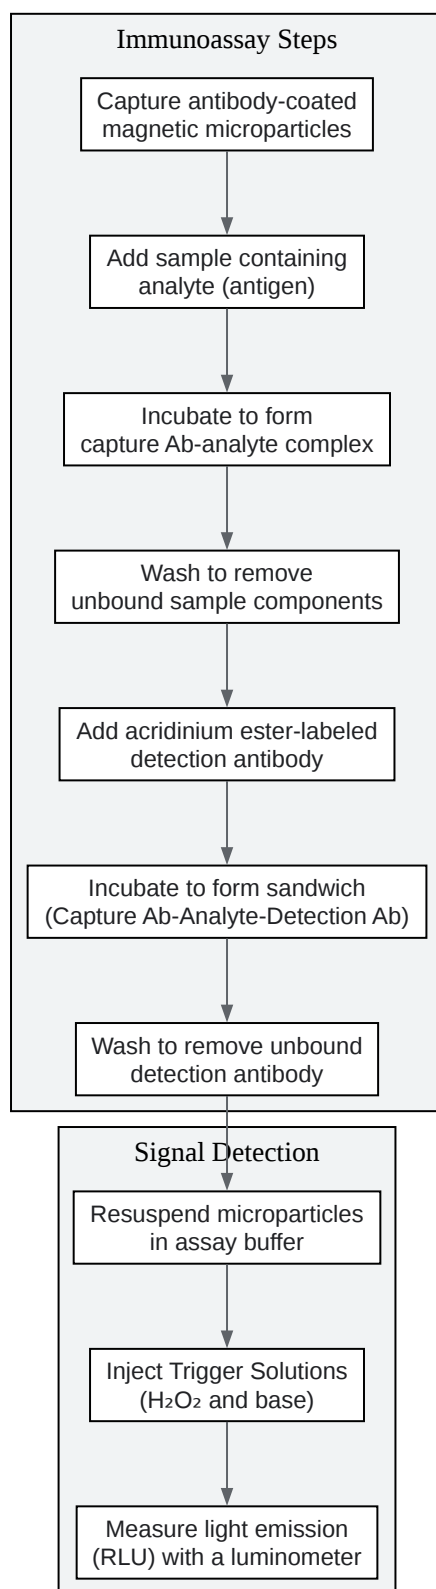 Immunoassay Steps
Capture antibody-coated
magnetic microparticles
Add sample containing
analyte (antigen)
Incubate to form
capture Ab-analyte complex
Wash to remove
unbound sample components
Add acridinium ester-labeled
detection antibody
Incubate to form sandwich
(Capture Ab-Analyte-Detection Ab)
Wash to remove unbound
detection antibody
Signal Detection
Resuspend microparticles
in assay buffer
Inject Trigger Solutions
(H₂O₂ and base)
Measure light emission
(RLU) with a luminometer